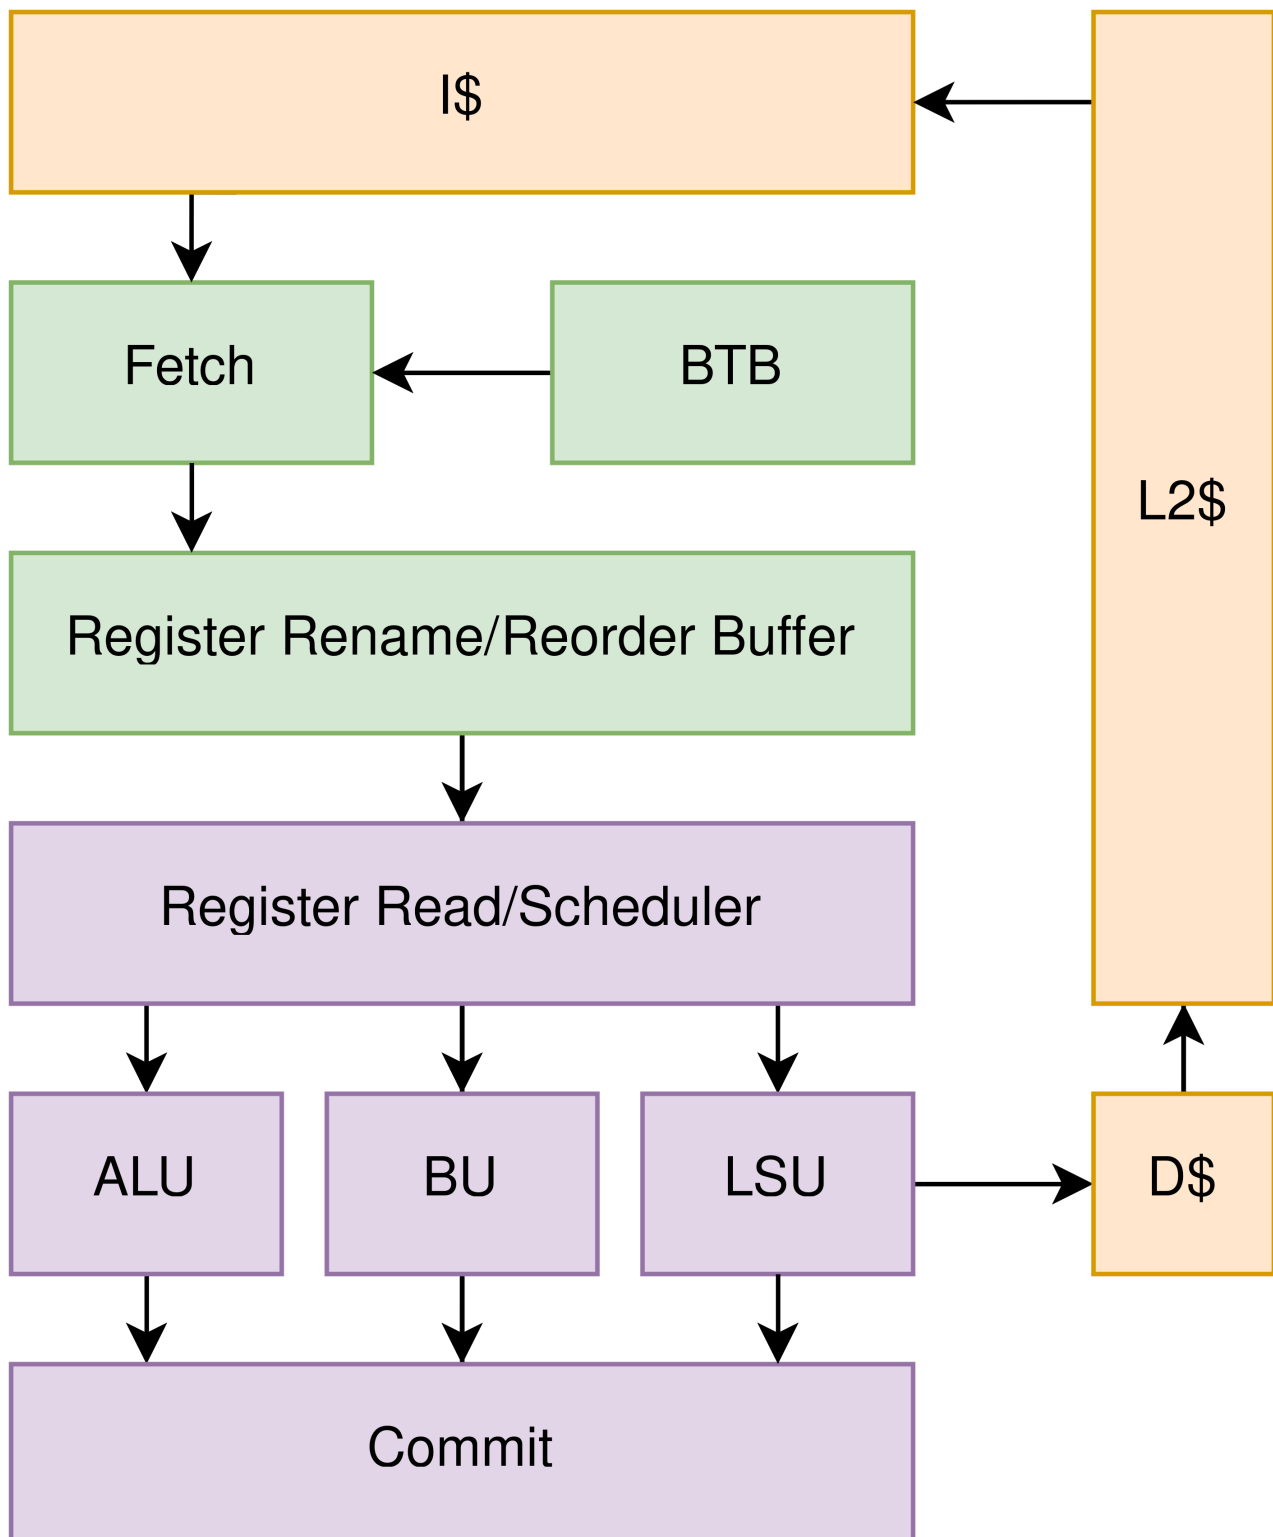 I$
Fetch
BTB
L2$
Register Rename/Reorder Buffer
Register Read/Scheduler
ALU
BU
LSU
D$
Commit